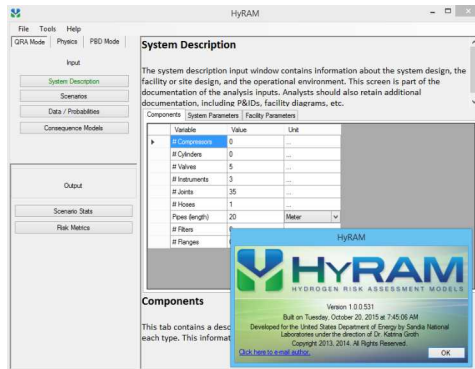 HyRAM
File Tools Help
QRA Mode Physics PBD Mode
Input
System Description
Scenarios
Data / Probabilities
Consequence Models
Output
Scenario Stats
Risk Metrics
System Description
The system description input window contains information about the system design, the
facility or site design, and the operational environment. This screen is part of the
documentation of the analysis inputs. Analysts should also retain additional
documentation, including P&IDs, facility diagrams, etc.
Components System Parameters Facility Parameters
Variable Value Unit
# Compressors 0 ...
# Cylinders 0 ...
# Valves 5 ...
# Instruments 3 ...
# Joints 35 ...
# Hoses 1 ...
Pipes (length) 20 Meter
# Filters
# Flanges
Components
This tab contains a desc
each type. This informat
HyRAM
HYRAM
HYDROGEN RISK ASSESSMENT MODELS
Version 1.0.0.531
Built on Tuesday, October 20, 2015 at 7:45:06 AM
Developed for the United States Department of Energy by Sandia National
Laboratories under the direction of Dr. Katrina Groth
Copyright 2013, 2014. All Rights Reserved.
Click here to e-mail author.
OK